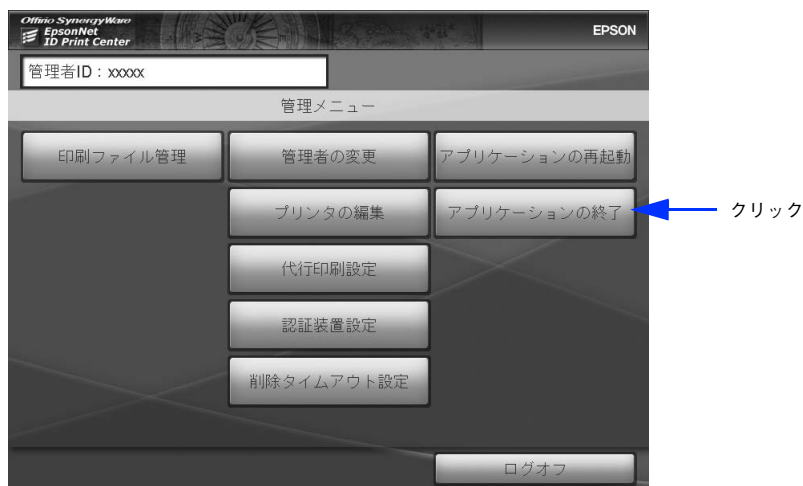 Offirio SynergyWare
EpsonNet
ID Print Center
EPSON
管理者ID：xxxxx
管理メニュー
印刷ファイル管理
管理者の変更
アプリケーションの再起動
プリンタの編集
アプリケーションの終了
クリック
代行印刷設定
認証装置設定
削除タイムアウト設定
ログオフ